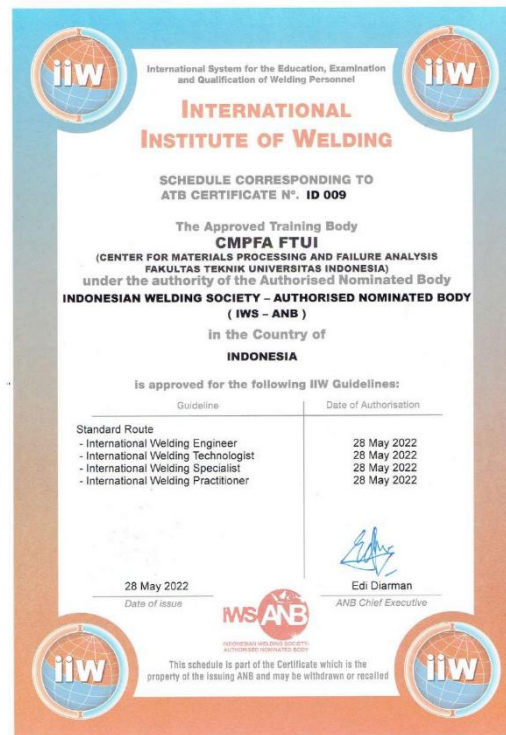 iiW
iiW
International System for the Education, Examination
and Qualification of Welding Personnel
INTERNATIONAL
INSTITUTE OF WELDING
SCHEDULE CORRESPONDING TO
ATB CERTIFICATE Nº. ID 009
The Approved Training Body
CMPFA FTUI
(CENTER FOR MATERIALS PROCESSING AND FAILURE ANALYSIS
FAKULTAS TEKNIK UNIVERSITAS INDONESIA)
under the authority of the Authorised Nominated Body
INDONESIAN WELDING SOCIETY – AUTHORISED NOMINATED BODY
( IWS – ANB )
in the Country of
INDONESIA
is approved for the following IIW Guidelines:
Guideline Date of Authorisation
Standard Route
- International Welding Engineer 28 May 2022
- International Welding Technologist 28 May 2022
- International Welding Specialist 28 May 2022
- International Welding Practitioner 28 May 2022
28 May 2022 Edi Diarman
Date of issue ANB Chief Executive
iWS ANB
INDONESIAN WELDING SOCIETY-
AUTHORISED NOMINATED BODY
This schedule is part of the Certificate which is the
property of the issuing ANB and may be withdrawn or recalled
iiW
iiW